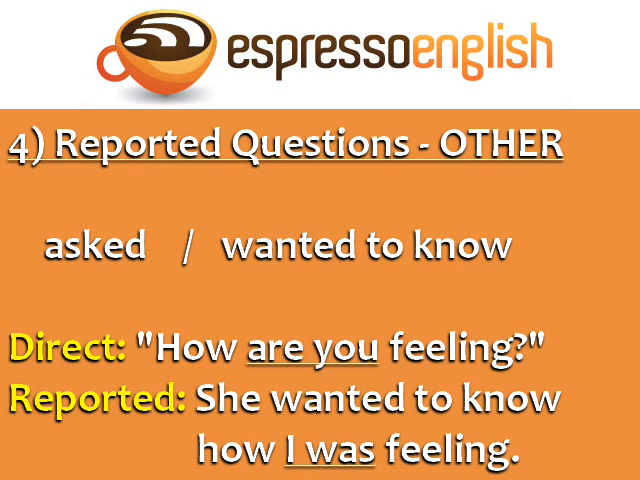 espressoenglish
4) Reported Questions - OTHER
asked / wanted to know
Direct: "How are you feeling?"
Reported: She wanted to know
how I was feeling.